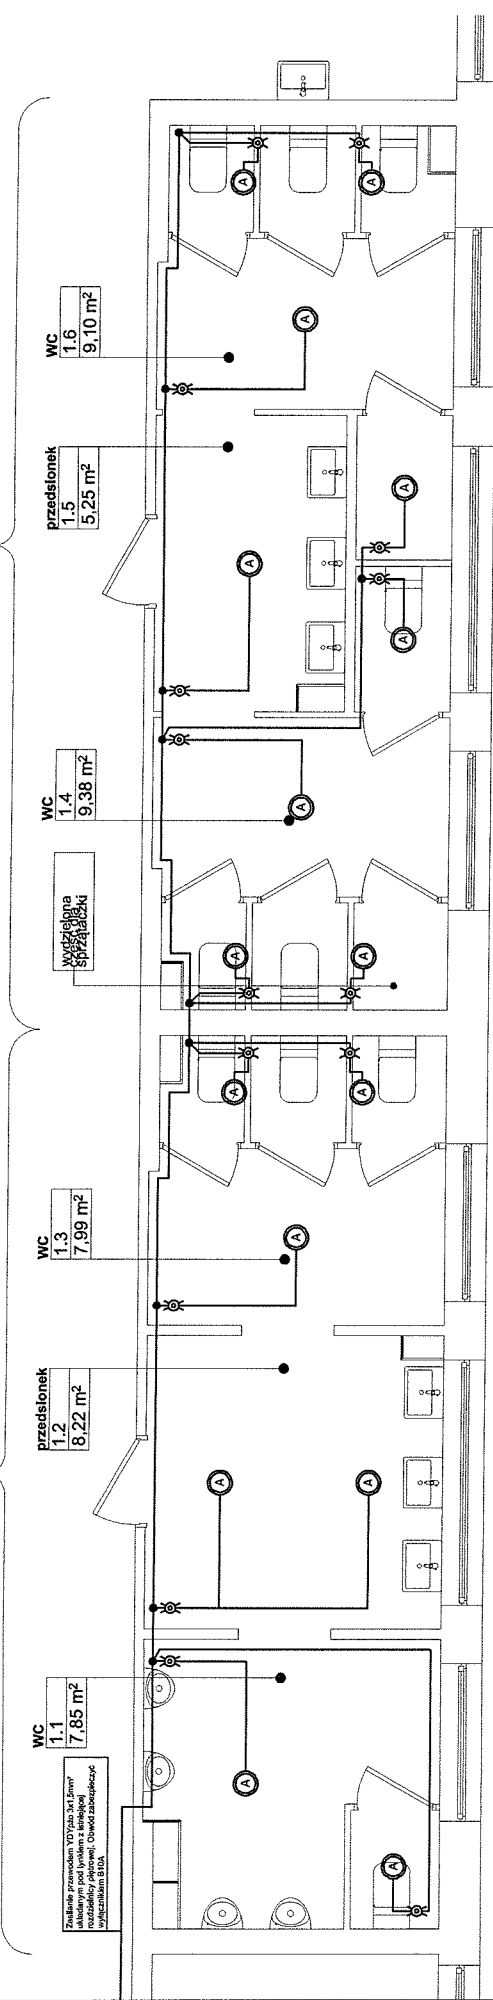 WC
1.6
9,10 m²
A
A
A
przedsionek
1.5
5,25 m²
A
A
A
WC
1.4
9,38 m²
A
wydzielona
część dla
sprzątaczki
A
A
A
A
WC
1.3
7,99 m²
A
przedsionek
1.2
8,22 m²
A
A
WC
1.1
7,85 m²
A
A
Zasilanie przewodem YDYpżo 3x1,5mm²
układanym pod tynkiem z istniejącej
rozdzielnicy piętrowej. Obwód zabezpieczyć
wyłącznikiem B10A